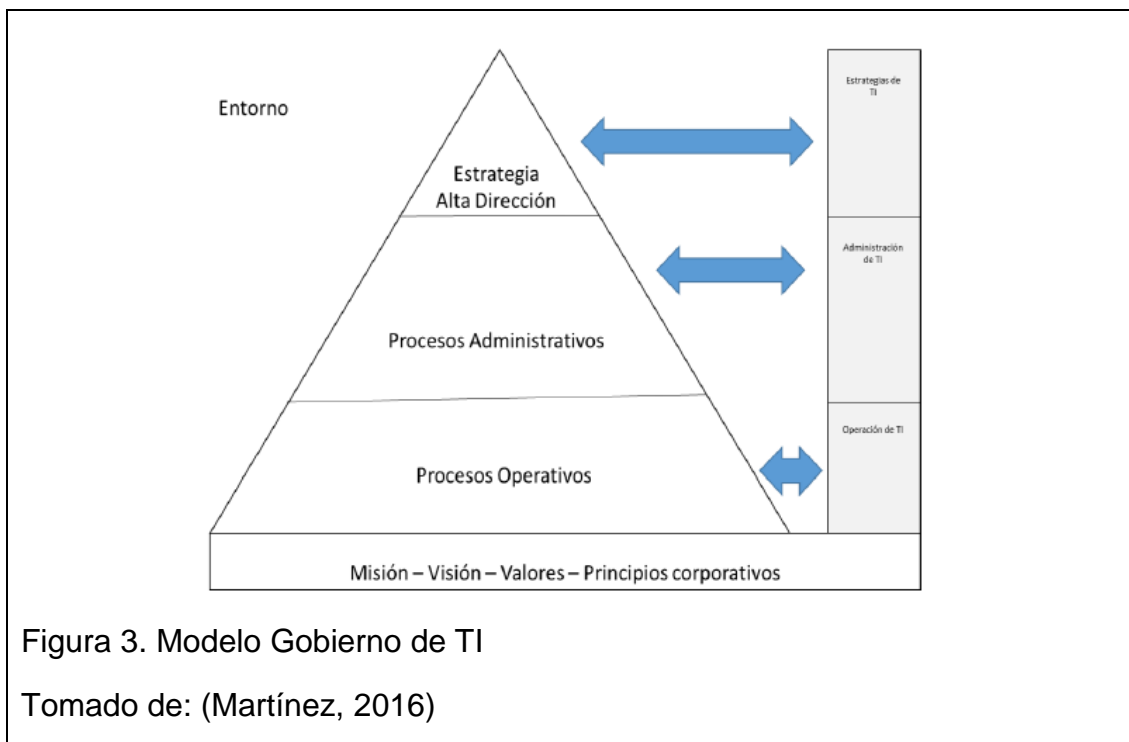 Entorno
Estrategia
Alta Dirección
Procesos Administrativos
Procesos Operativos
Estrategias de
TI
Administración
de TI
Operación de TI
Misión – Visión – Valores – Principios corporativos
Figura 3. Modelo Gobierno de TI
Tomado de: (Martínez, 2016)